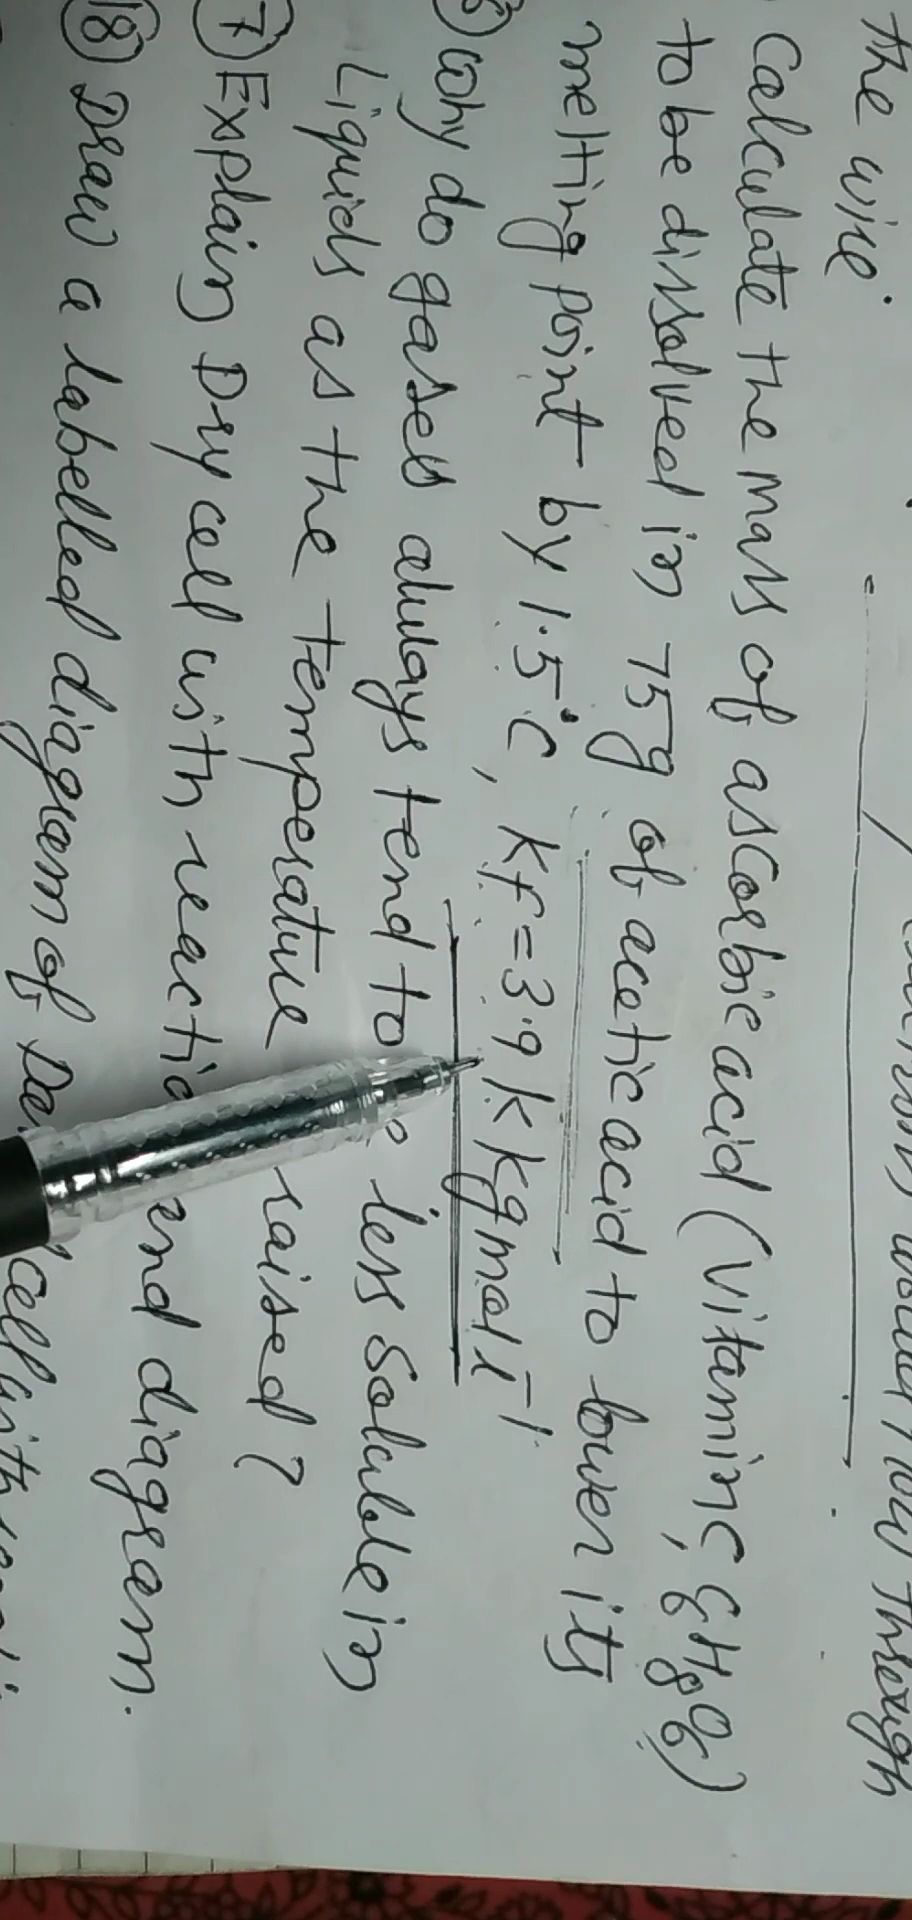 the wire
Calculate the mass of ascorbic acid (Vitamin C, C6H8O6)
to be dissolved in 75g of acetic acid to lower its
melting point by 1.5°C, Kf = 3.9 K kg mol-1
Why do gases always tend to less soluble in
Liquids as the temperature raised?
7 Explain Dry cell with and diagram.
18 Draw a labelled diagram of